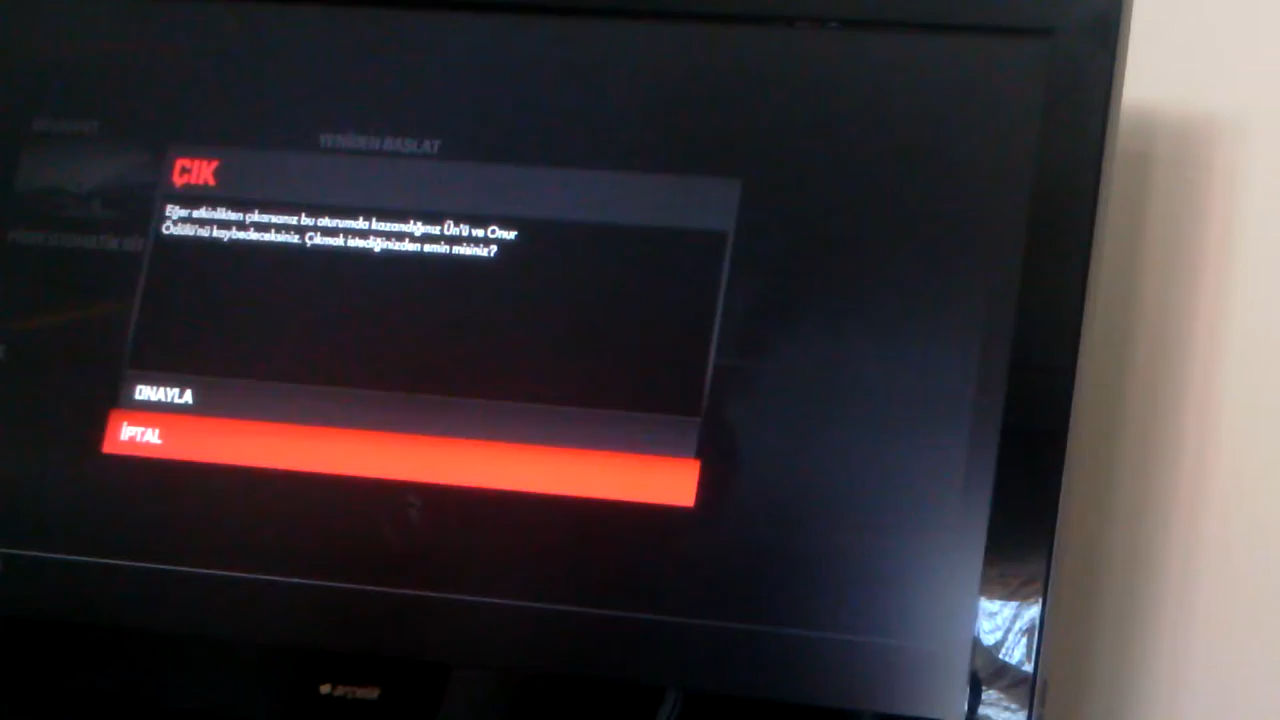 YENİDEN BAŞLAT
ÇIK
Eğer etkinlikten çıkarsanız bu oturumda kazandığınız Ün'ü ve Onur
Ödülü'nü kaybedeceksiniz. Çıkmak istediğinizden emin misiniz?
ONAYLA
İPTAL
arçelik